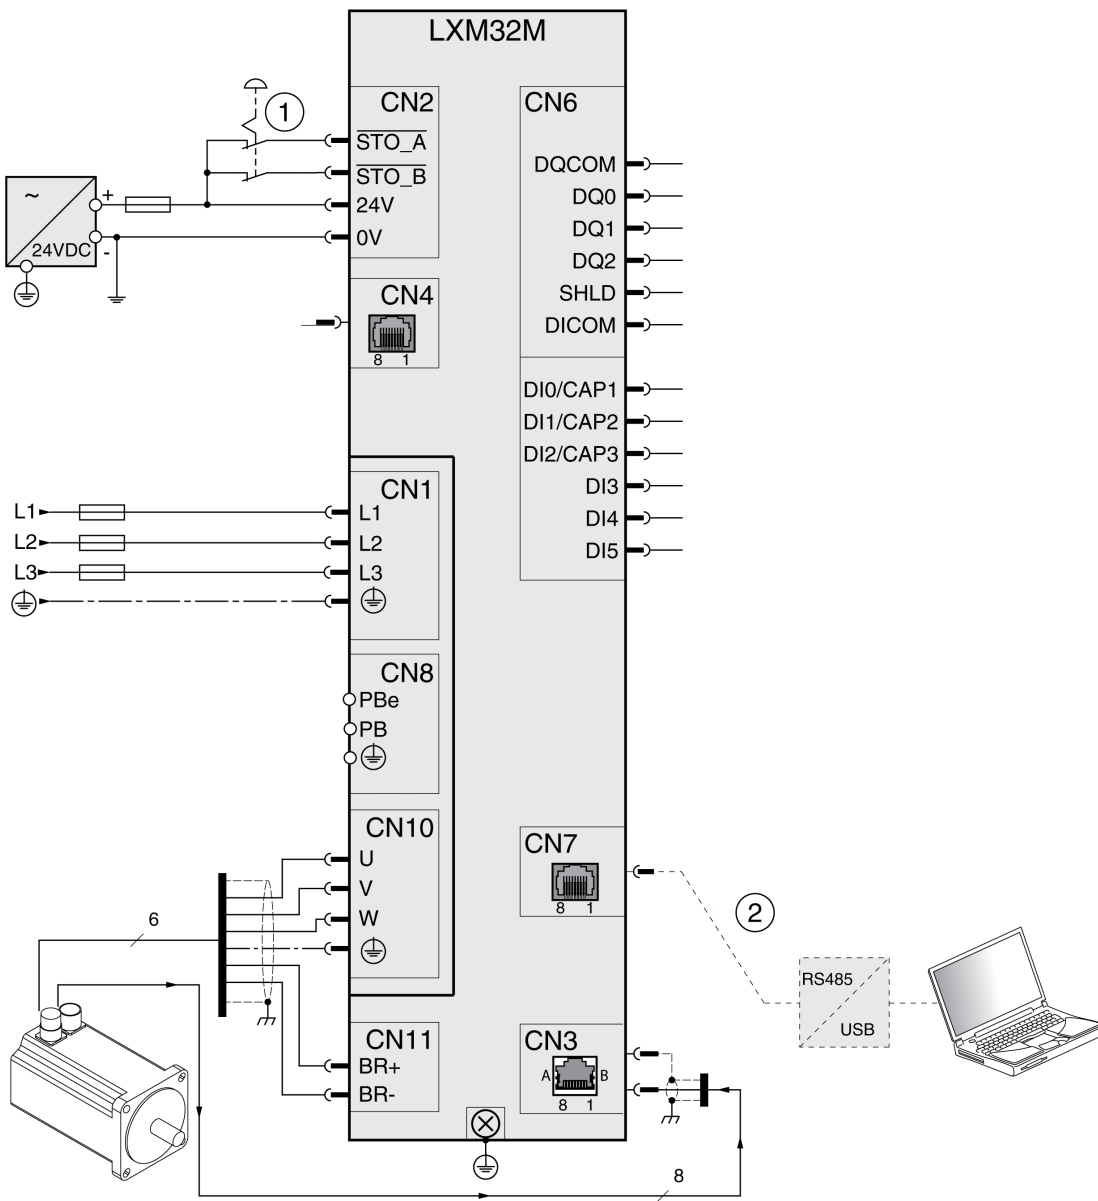 LXM32M
CN2
CN6
1
STO_A
STO_B
24V
0V
~
24VDC
+
-
DQCOM
DQ0
DQ1
DQ2
SHLD
DICOM
CN4
8 1
DI0/CAP1
DI1/CAP2
DI2/CAP3
DI3
DI4
DI5
CN1
L1
L1
L2
L2
L3
L3
CN8
PBe
PB
CN10
U
V
W
6
CN7
8 1
2
RS485
USB
CN11
BR+
BR-
CN3
A
B
8 1
8